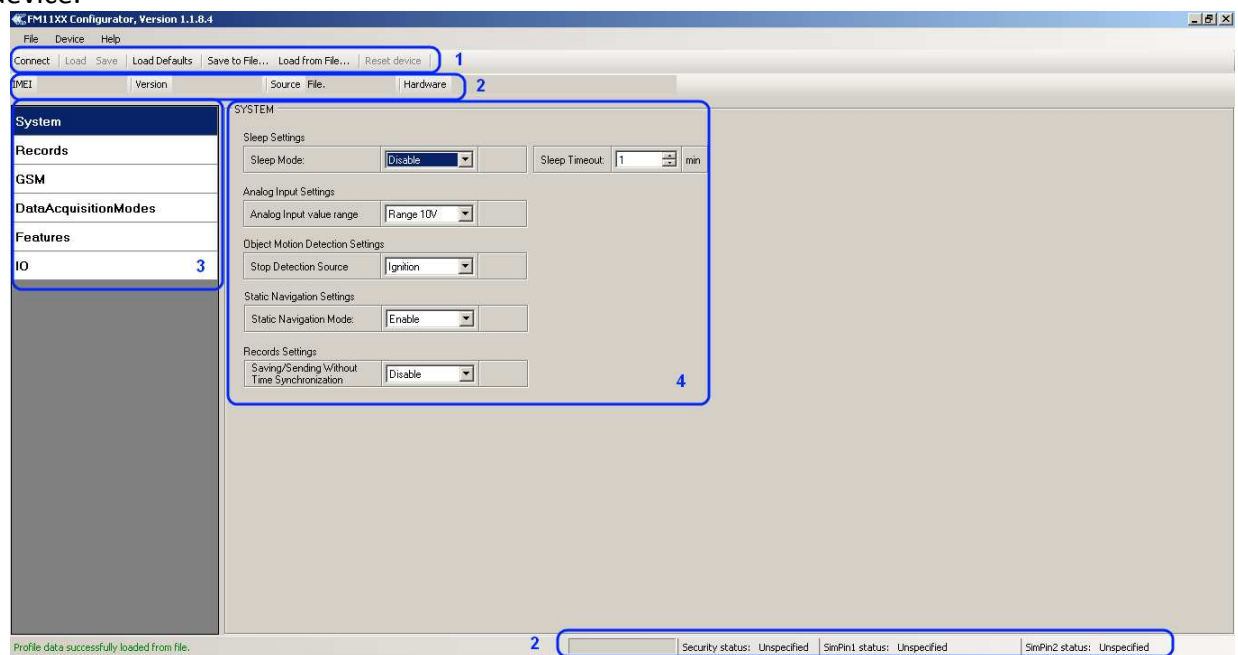 device.
FM11XX Configurator, Version 1.1.8.4
File Device Help
Connect Load Save Load Defaults Save to File... Load from File... Reset device 1
IMEI Version Source File. Hardware 2
System
Records
GSM
DataAcquisitionModes
Features
IO 3
SYSTEM
Sleep Settings
Sleep Mode: Disable Sleep Timeout: 1 min
Analog Input Settings
Analog Input value range Range 10V
Object Motion Detection Settings
Stop Detection Source Ignition
Static Navigation Settings
Static Navigation Mode: Enable
Records Settings
Saving/Sending Without
Time Synchronization Disable
4
Profile data successfully loaded from file. 2 Security status: Unspecified SimPin1 status: Unspecified SimPin2 status: Unspecified